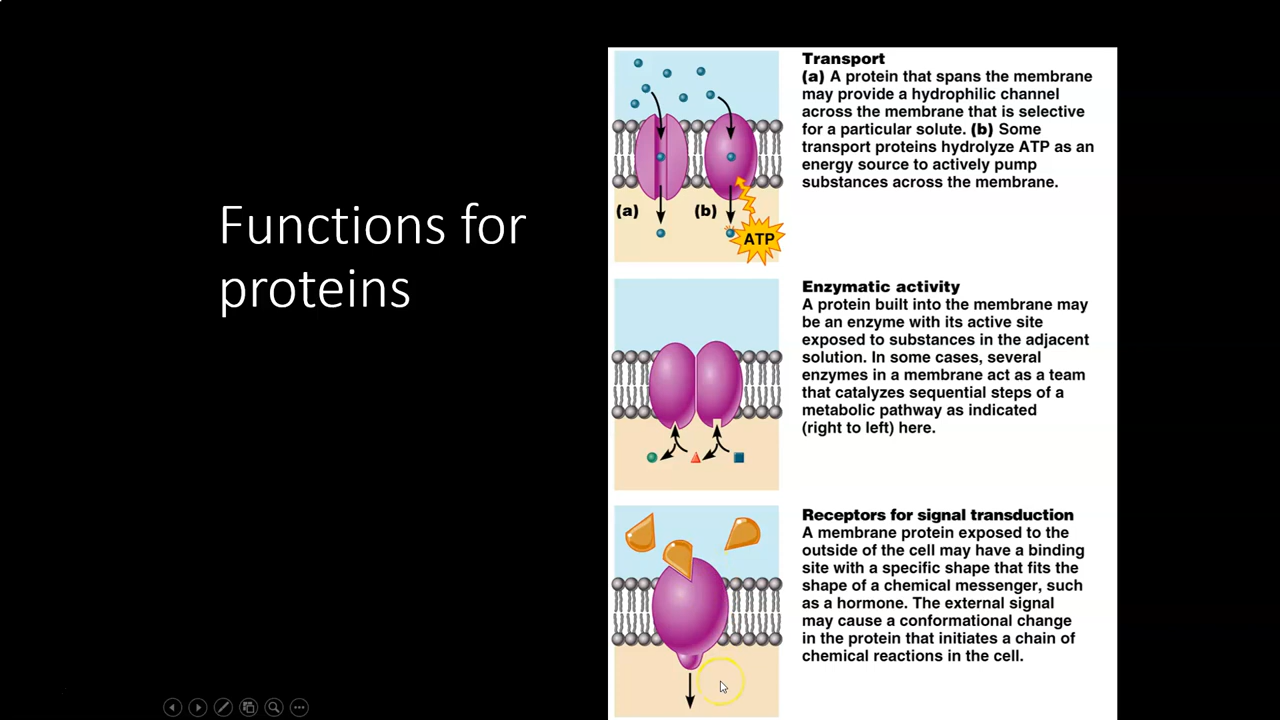 Functions for
proteins
Transport
(a) A protein that spans the membrane
may provide a hydrophilic channel
across the membrane that is selective
for a particular solute. (b) Some
transport proteins hydrolyze ATP as an
energy source to actively pump
substances across the membrane.
(a)
(b)
ATP
Enzymatic activity
A protein built into the membrane may
be an enzyme with its active site
exposed to substances in the adjacent
solution. In some cases, several
enzymes in a membrane act as a team
that catalyzes sequential steps of a
metabolic pathway as indicated
(right to left) here.
Receptors for signal transduction
A membrane protein exposed to the
outside of the cell may have a binding
site with a specific shape that fits the
shape of a chemical messenger, such
as a hormone. The external signal
may cause a conformational change
in the protein that initiates a chain of
chemical reactions in the cell.